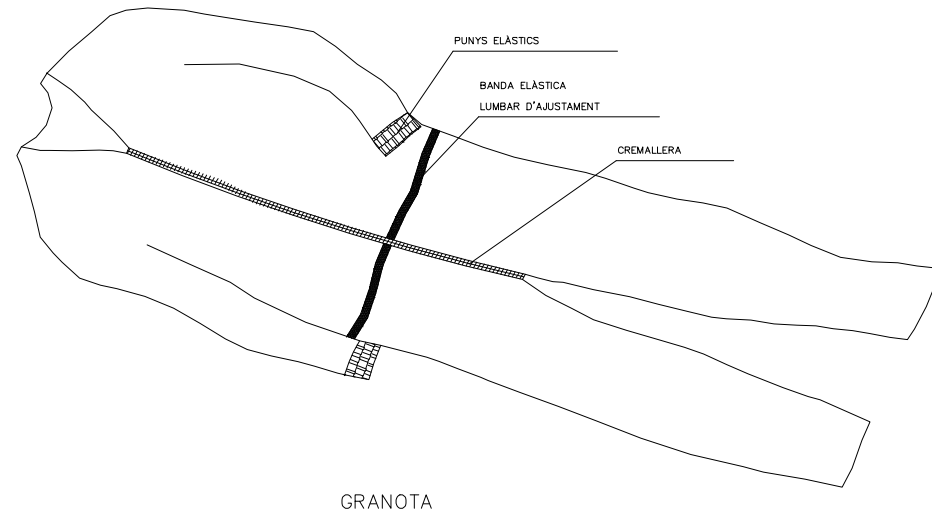 PUNYS ELÀSTICS
BANDA ELÀSTICA
LUMBAR D'AJUSTAMENT
CREMALLERA
GRANOTA